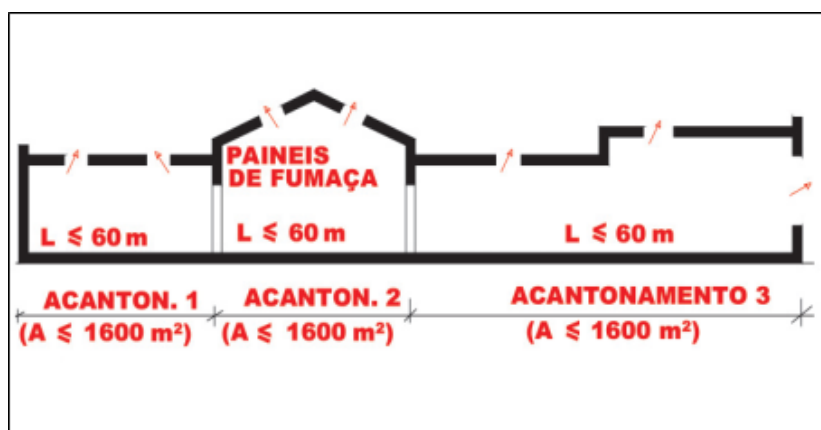 PAINEIS
DE FUMAÇA
L ≤ 60 m
L ≤ 60 m
L ≤ 60 m
ACANTON. 1
(A ≤ 1600 m²)
ACANTON. 2
(A ≤ 1600 m²)
ACANTONAMENTO 3
(A ≤ 1600 m²)